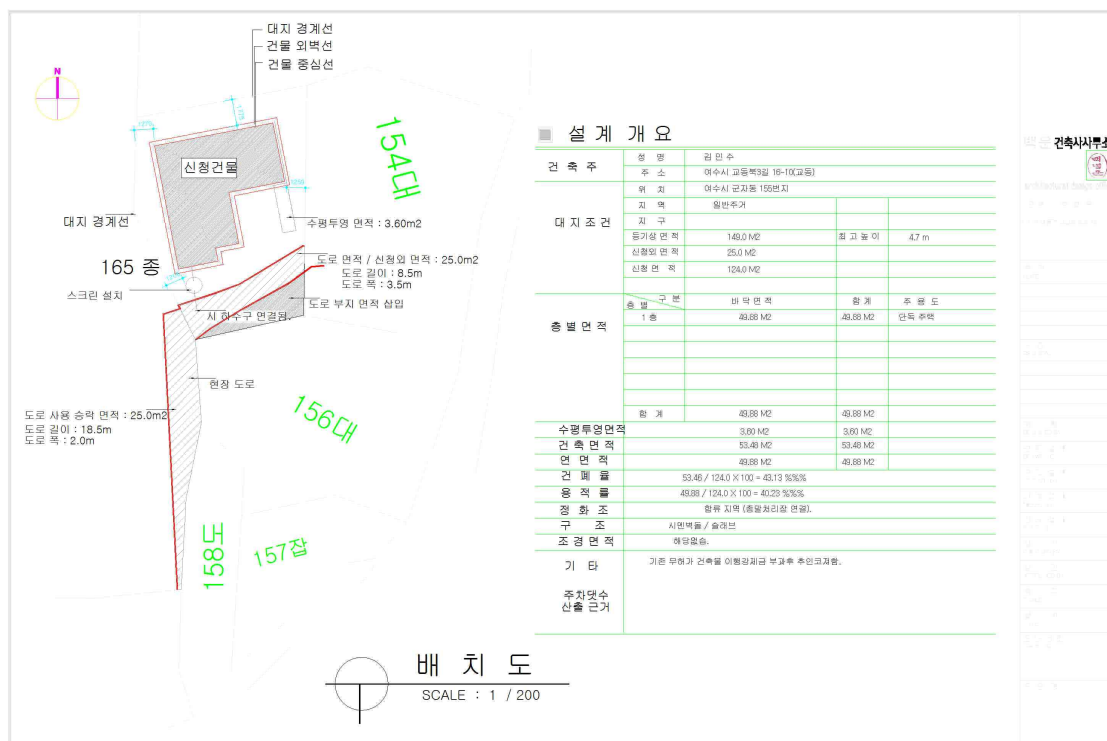 대지 경계선
건물 외벽선
건물 중심선
N
신청건물
154대
대지 경계선
수평투영 면적 : 3.60m2
165 종
도로 면적 / 신청외 면적 : 25.0m2
도로 길이 : 8.5m
도로 폭 : 3.5m
스크린 설치
도로 부지 면적 삽입
시 하수구 연결됨.
현장 도로
도로 사용 승락 면적 : 25.0m2
도로 길이 : 18.5m
도로 폭 : 2.0m
156대
158도
157잡
배 치 도
SCALE : 1 / 200
설 계 개 요
건 축 주
성 명 김민수
주 소 여수시 교동북3길 16-10(교동)
대 지 조 건
위 치 여수시 군자동 155번지
지 역 일반주거
지 구
등기상 면적 149.0 M2 최 고 높 이 4.7 m
신청외 면적 25.0 M2
신청 면 적 124.0 M2
층 별 면 적
층 별 구 분 바 닥 면 적 합 계 주 용 도
1 층 49.88 M2 49.88 M2 단독 주택
합 계 49.88 M2 49.88 M2
수평투영면적 3.60 M2 3.60 M2
건 축 면 적 53.48 M2 53.48 M2
연 면 적 49.88 M2 49.88 M2
건 폐 율 53.46 / 124.0 X 100 = 43.13 %%%
용 적 률 49.88 / 124.0 X 100 = 40.23 %%%
정 화 조 합류 지역 (종말처리장 연결).
구 조 시멘벽돌 / 슬래브
조 경 면 적 해당없슴.
기 타 기존 무허가 건축물 이행강제금 부과후 추인코져함.
주차댓수
산출 근거
건축사사무소